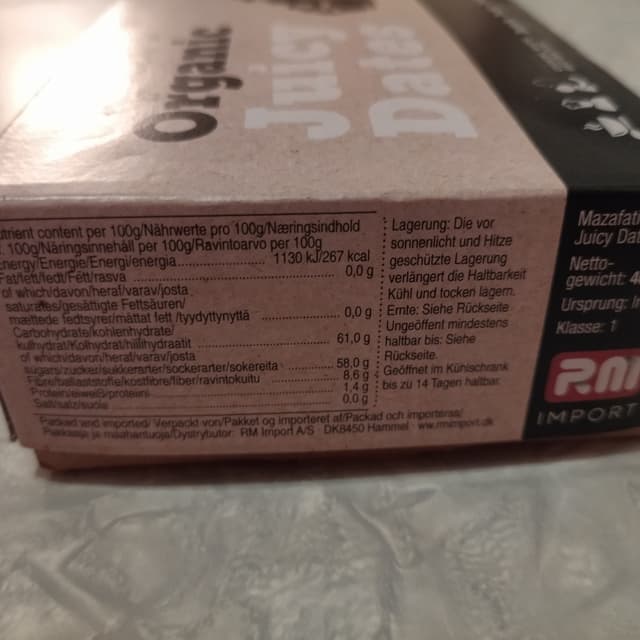 Organic
Juicy
Dates
utrient content per 100g/Nährwerte pro 100g/Næringsindhold
100g/Näringsinnehåll per 100g/Ravintoarvo per 100g
nergy/Energie/Energi/energia 1130 kJ/267 kcal
Fat/fett/fedt/Fett/rasva 0,0 g
of which/davon/heraf/varav/josta
saturates/gesättigte Fettsäuren/
mættede fedtsyrer/mättat fett /tyydyttynyttä 0,0 g
Carbohydrate/kohlenhydrate/
kulhydrat/Kolhydrat/hiilihydraatit 61,0 g
of which/davon/heraf/varav/josta
sugars/zucker/sukkerarter/sockerarter/sokereita 58,0 g
Fibre/ballaststoffe/kostfibre/fiber/ravintokuitu 8,6 g
Protein/eiweiß/proteini 1,4 g
salt/salz/suola 0,0 g
Packed and imported/ Verpackt von/Pakket og importeret af/Packad och importeras/
Pakkaaja ja maahantuoja/Dystrybutor: RM Import A/S · DK8450 Hammel · www.rmimport.dk
Lagerung: Die vor
sonnenlicht und Hitze
geschützte Lagerung
verlängert die Haltbarkeit
Kühl und tocken lagern.
Ernte: Siehe Rückseite
Ungeöffent mindestens
haltbar bis: Siehe
Rückseite.
Geöffnet im Kühlschrank
bis zu 14 Tagen haltbar.
Mazafati
Juicy Dat
Netto-
gewicht: 4
Ursprung: Ir
Klasse: 1
RM
IMPORT